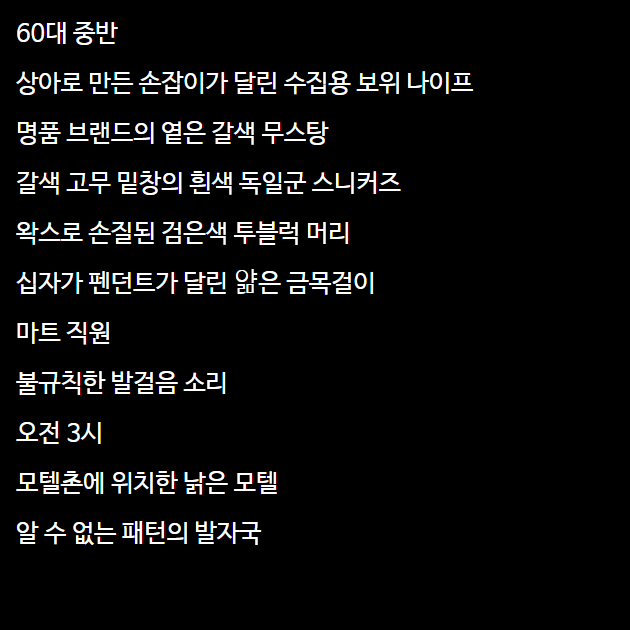 60대 중반
상아로 만든 손잡이가 달린 수집용 보위 나이프
명품 브랜드의 옅은 갈색 무스탕
갈색 고무 밑창의 흰색 독일군 스니커즈
왁스로 손질된 검은색 투블럭 머리
십자가 펜던트가 달린 얇은 금목걸이
마트 직원
불규칙한 발걸음 소리
오전 3시
모텔촌에 위치한 낡은 모텔
알 수 없는 패턴의 발자국